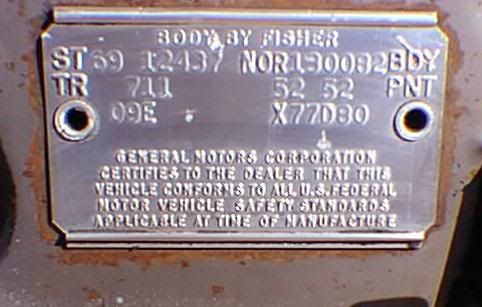 BODY BY FISHER
ST 69 12437 NOR190082 BDY
TR 711 52 52 PNT
09E X77D80
GENERAL MOTORS CORPORATION
CERTIFIES TO THE DEALER THAT THIS
VEHICLE CONFORMS TO ALL U.S. FEDERAL
MOTOR VEHICLE SAFETY STANDARDS
APPLICABLE AT TIME OF MANUFACTURE